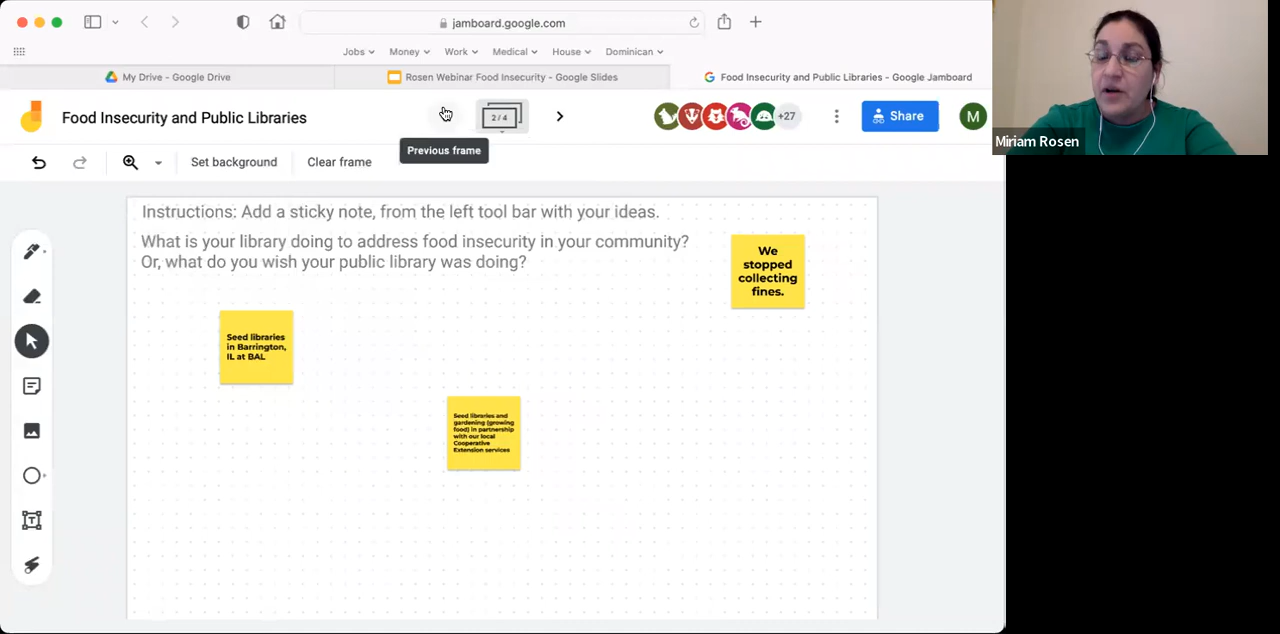 jamboard.google.com
Jobs
Money
Work
Medical
House
Dominican
My Drive - Google Drive
Rosen Webinar Food Insecurity - Google Slides
Food Insecurity and Public Libraries - Google Jamboard
Food Insecurity and Public Libraries
2 / 4
+27
Share
M
Previous frame
Set background
Clear frame
Miriam Rosen
Instructions: Add a sticky note, from the left tool bar with your ideas.
What is your library doing to address food insecurity in your community?
Or, what do you wish your public library was doing?
We
stopped
collecting
fines.
Seed libraries
in Barrington,
IL at BAL
Seed libraries and
gardening (growing
food) in partnership
with our local
Cooperative
Extension services